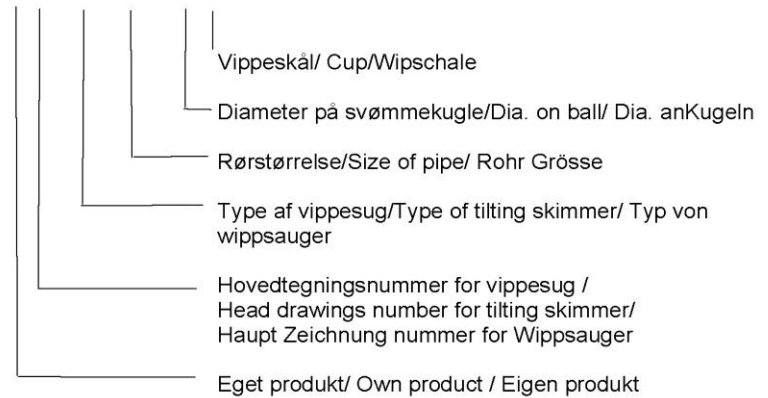 Vippeskål/ Cup/Wipschale
Diameter på svømmekugle/Dia. on ball/ Dia. anKugeln
Rørstørrelse/Size of pipe/ Rohr Grösse
Type af vippesug/Type of tilting skimmer/ Typ von
wippsauger
Hovedtegningsnummer for vippesug /
Head drawings number for tilting skimmer/
Haupt Zeichnung nummer for Wippsauger
Eget produkt/ Own product / Eigen produkt